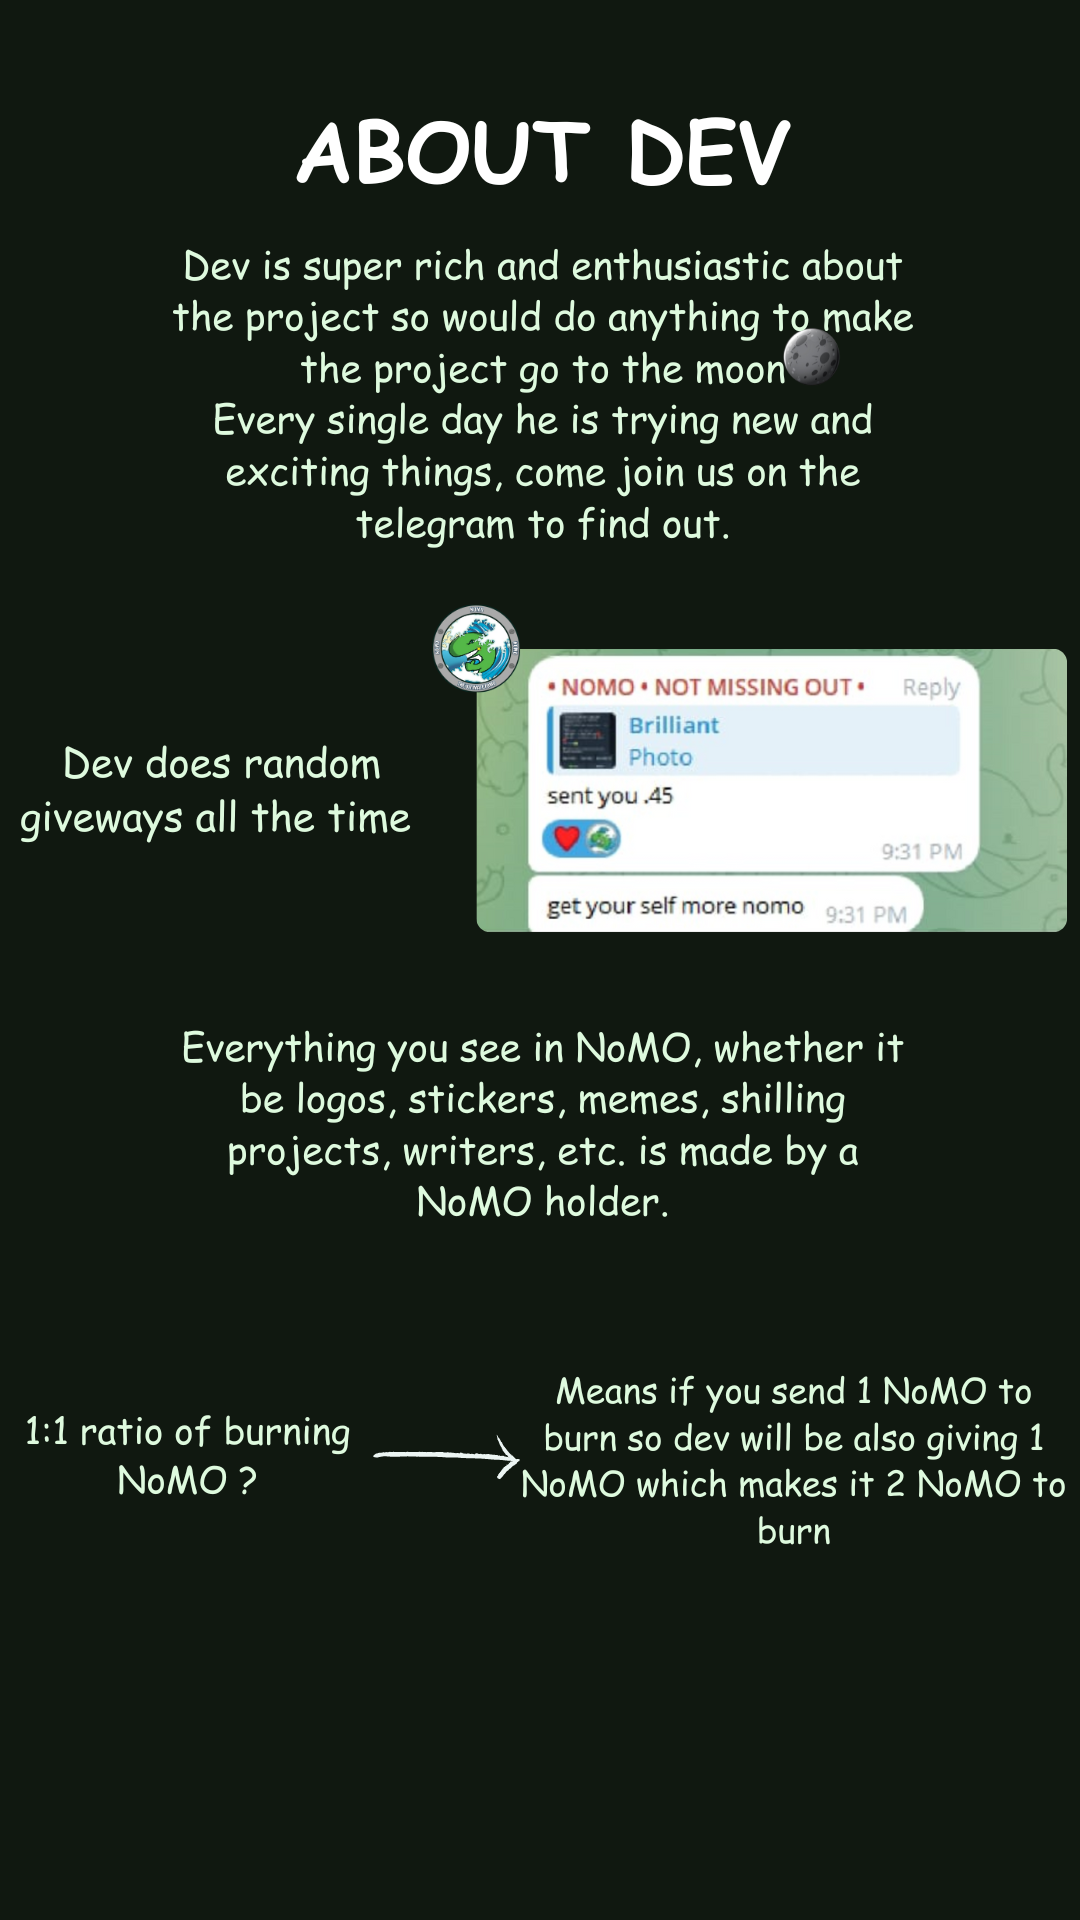 ABOUT DEV
Dev is super rich and enthusiastic about
the project so would do anything to make
the project go to the moon
Every single day he is trying new and
exciting things, come join us on the
telegram to find out.
• NOMO • NOT MISSING OUT •
Reply
Brilliant
Photo
sent you .45
9:31 PM
get your self more nomo
9:31 PM
Dev does random
giveways all the time
Everything you see in NoMO, whether it
be logos, stickers, memes, shilling
projects, writers, etc. is made by a
NoMO holder.
1:1 ratio of burning
NoMO ?
Means if you send 1 NoMO to
burn so dev will be also giving 1
NoMO which makes it 2 NoMO to
burn